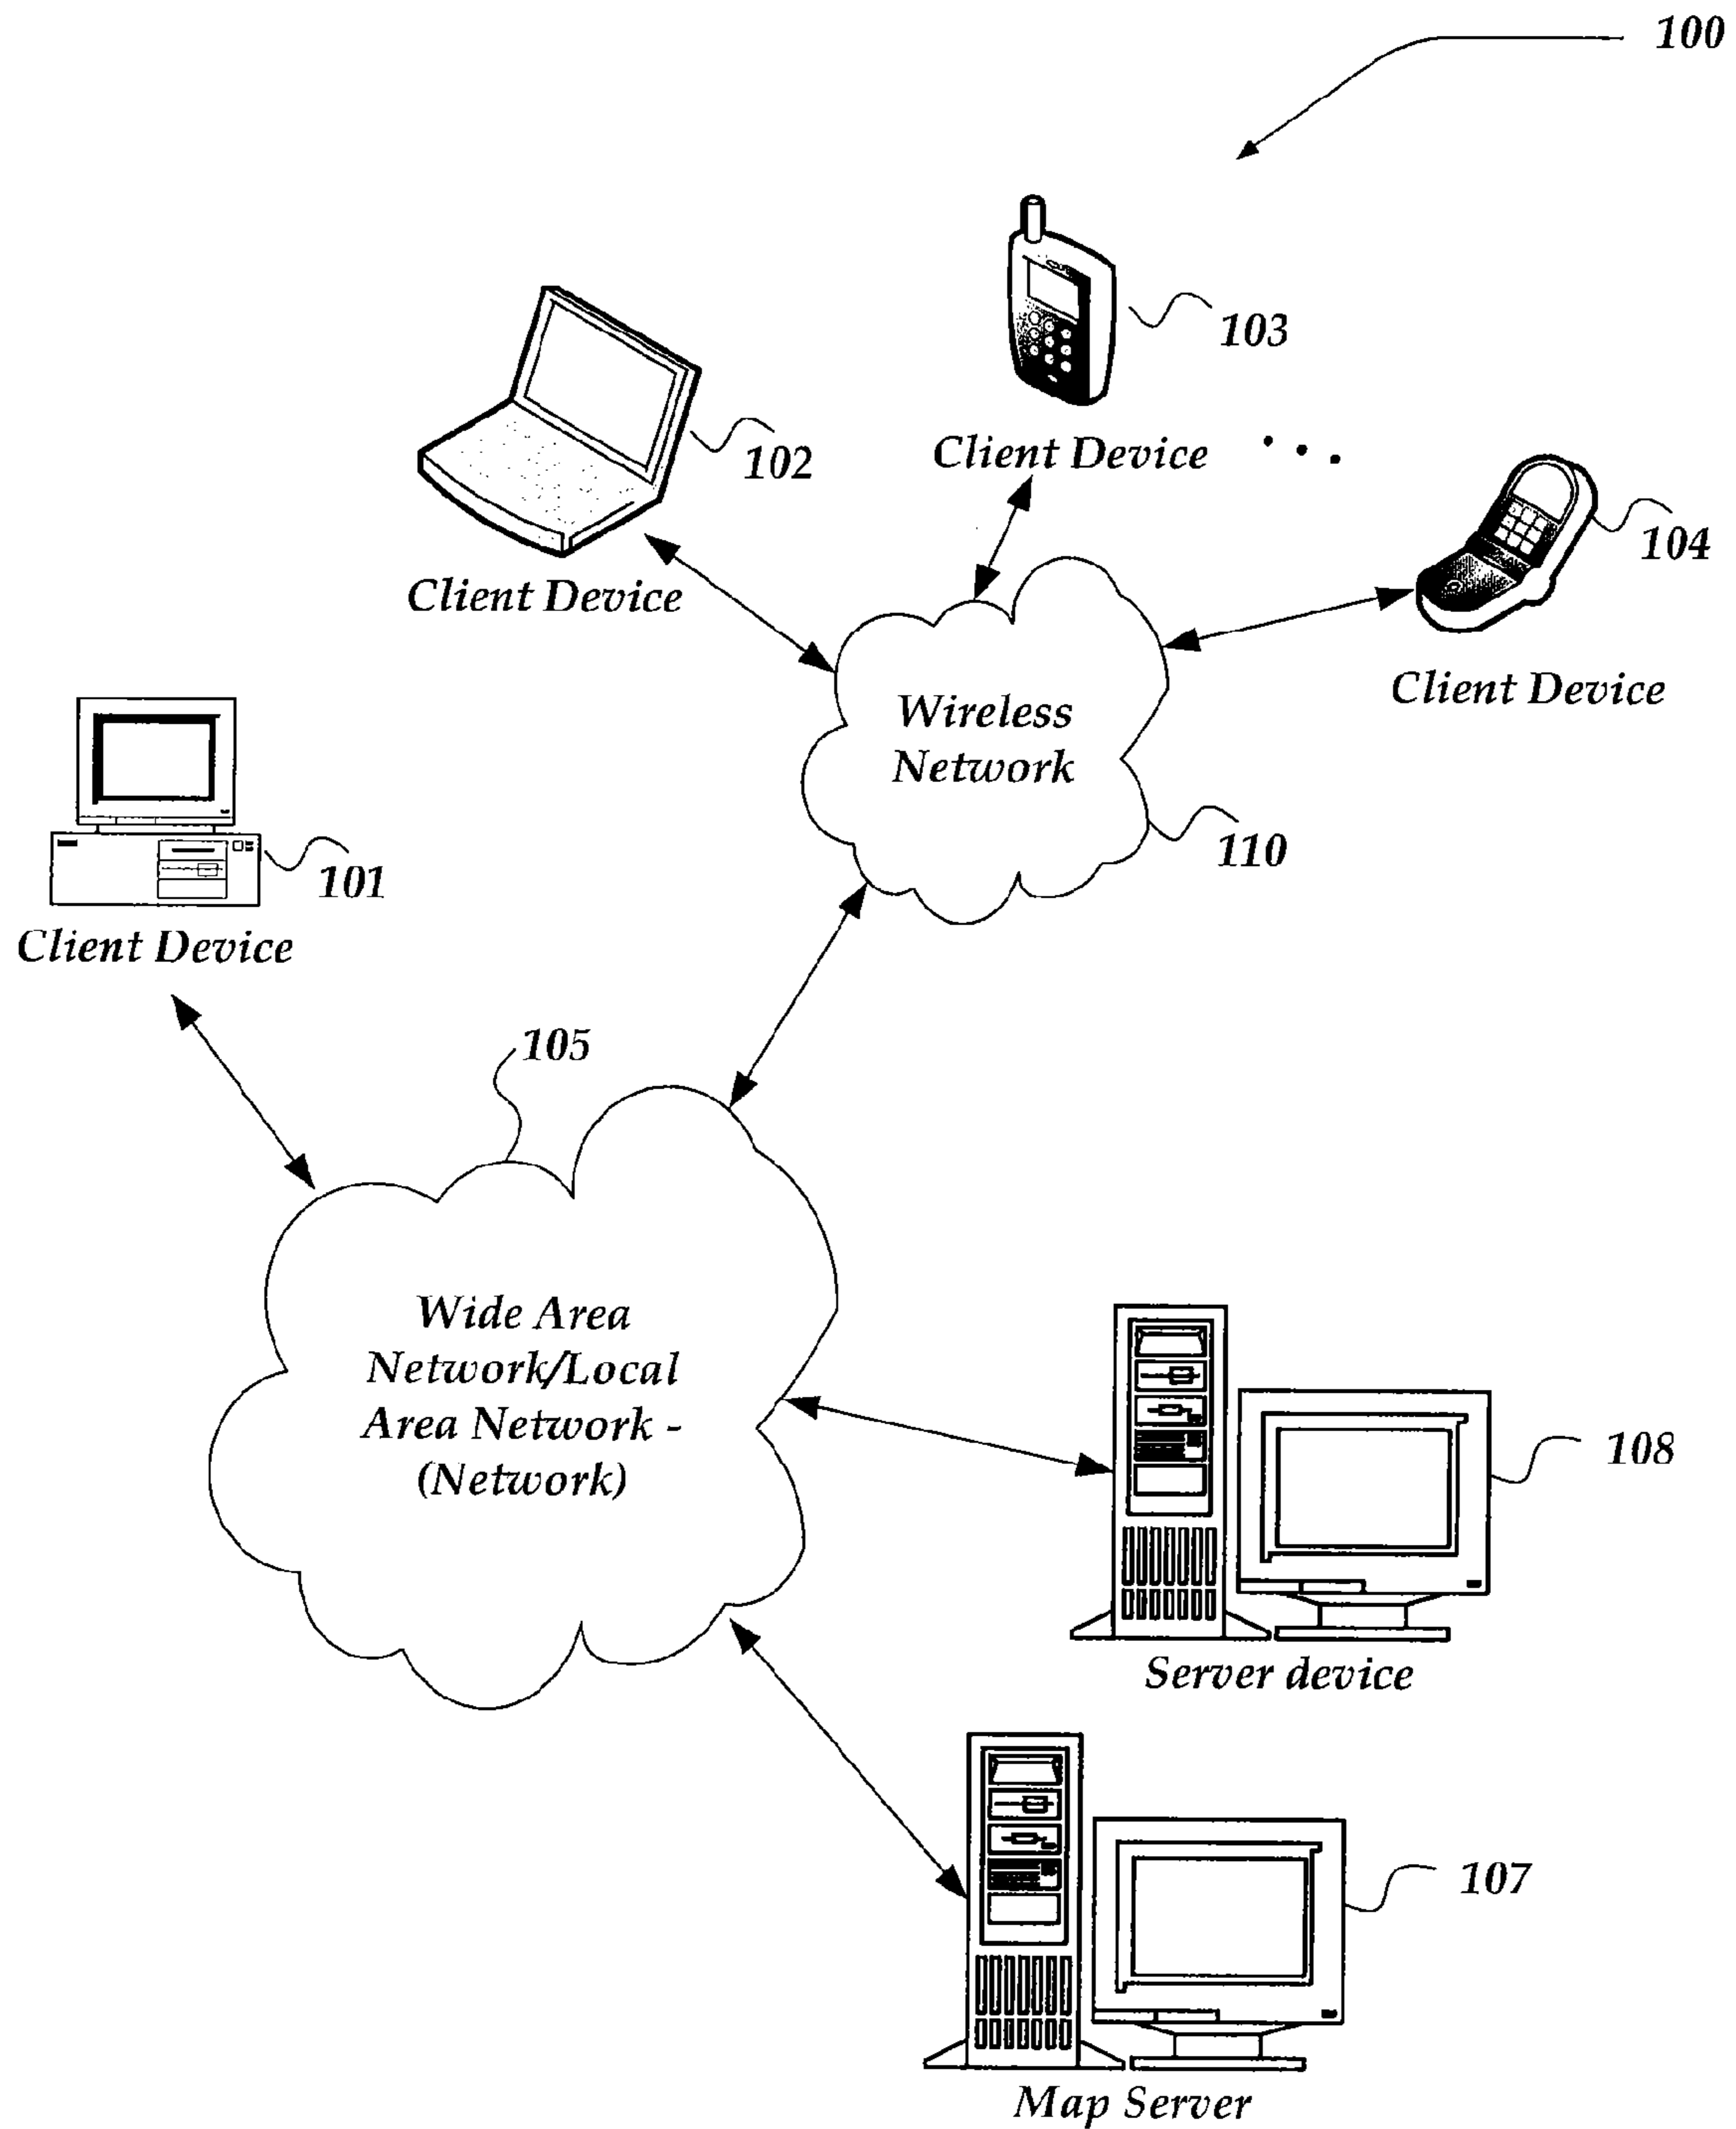 100
103
Client Device
. . .
102
Client Device
104
Client Device
Wireless
Network
110
101
Client Device
105
Wide Area
Network/Local
Area Network -
(Network)
108
Server device
107
Map Server